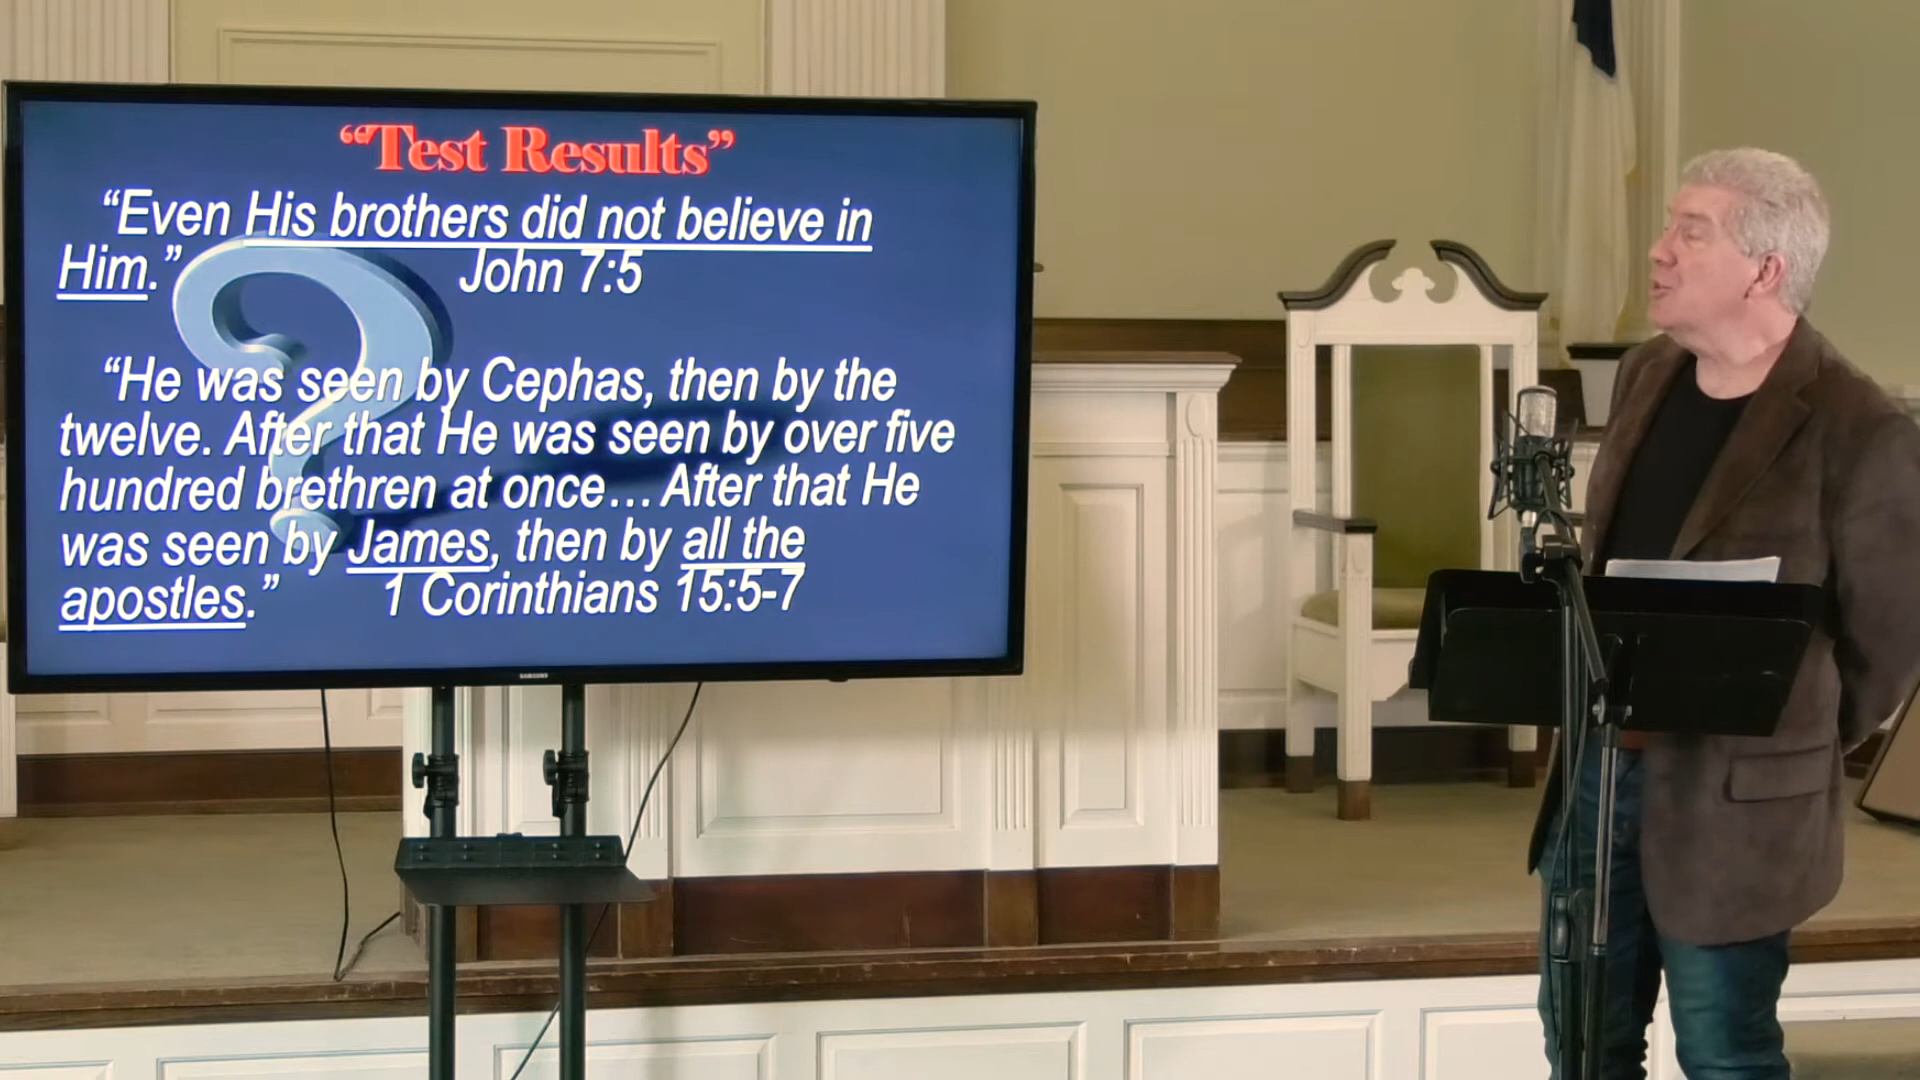 “Test Results”
“Even His brothers did not believe in
Him.” John 7:5
“He was seen by Cephas, then by the
twelve. After that He was seen by over five
hundred brethren at once... After that He
was seen by James, then by all the
apostles.” 1 Corinthians 15:5-7
SAMSUNG